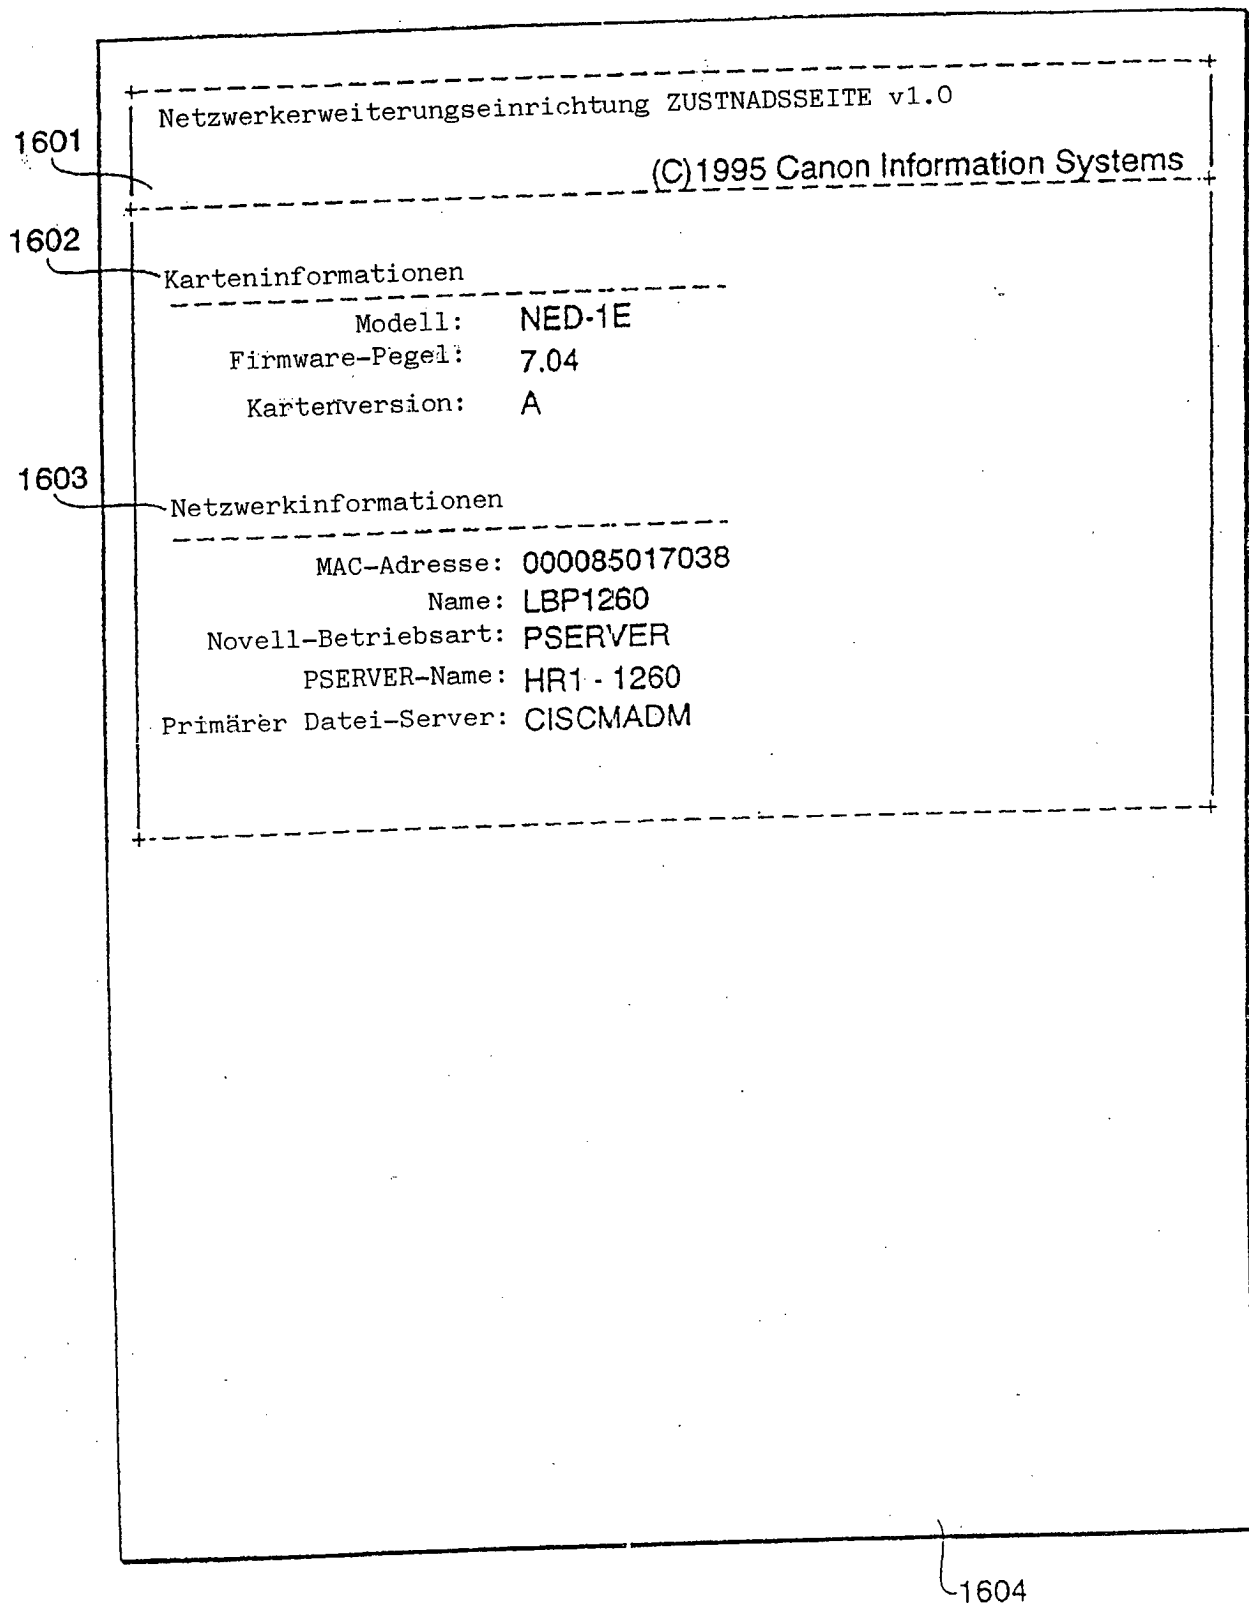 Netzwerkerweiterungseinrichtung ZUSTNADSSEITE v1.0
1601
(C)1995 Canon Information Systems
1602
Karteninformationen
Modell: NED-1E
Firmware-Pegel: 7.04
Kartenversion: A
1603
Netzwerkinformationen
MAC-Adresse: 000085017038
Name: LBP1260
Novell-Betriebsart: PSERVER
PSERVER-Name: HR1 - 1260
Primärer Datei-Server: CISCMADM
1604